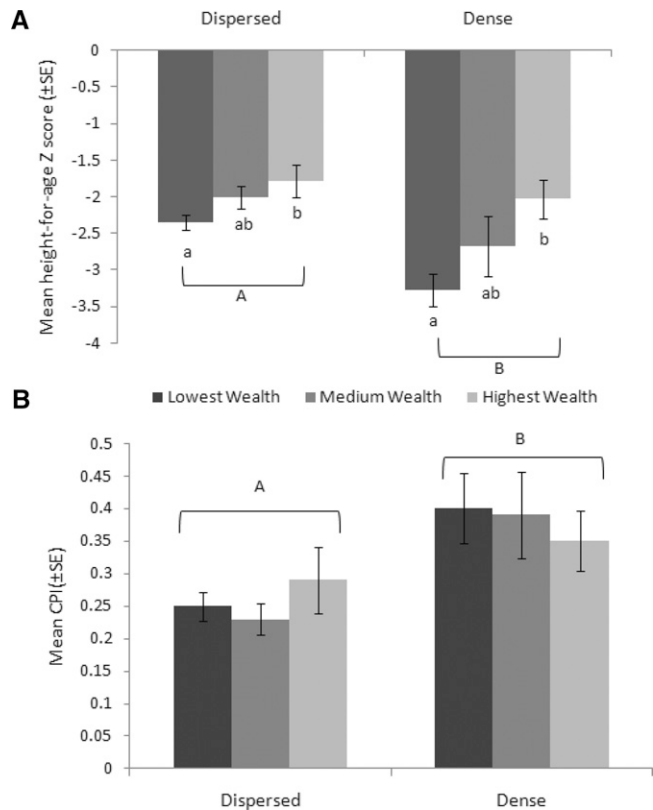 A
Dispersed Dense
Mean height-for-age Z score (±SE)
0
-0.5
-1
-1.5
-2
-2.5
-3
-3.5
-4
a ab b
A
a ab b
B
B
Lowest Wealth Medium Wealth Highest Wealth
Mean CPI(±SE)
0.5
0.45
0.4
0.35
0.3
0.25
0.2
0.15
0.1
0.05
0
A
B
Dispersed Dense